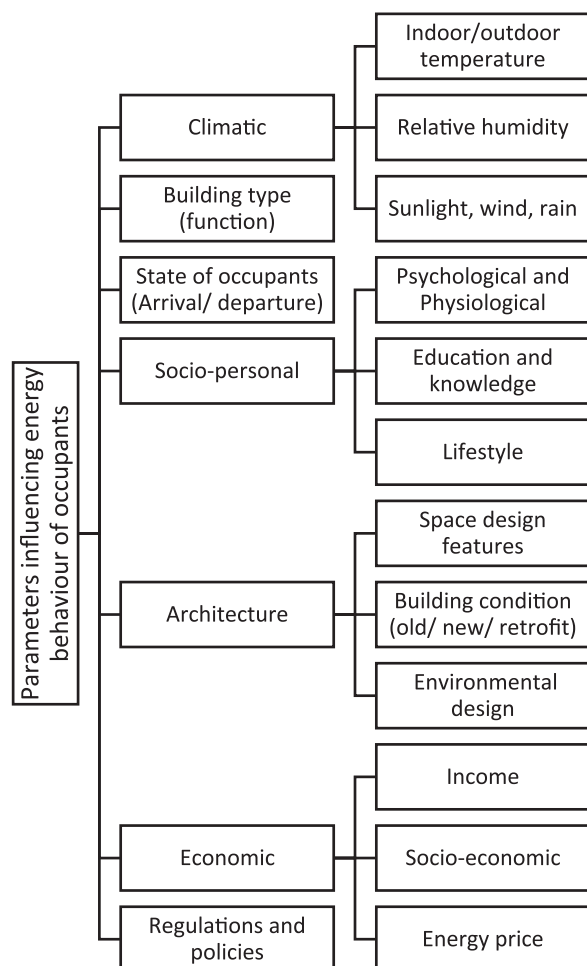 Parameters influencing energy
behaviour of occupants
Climatic
Indoor/outdoor
temperature
Relative humidity
Sunlight, wind, rain
Building type
(function)
State of occupants
(Arrival/ departure)
Socio-personal
Psychological and
Physiological
Education and
knowledge
Lifestyle
Architecture
Space design
features
Building condition
(old/ new/ retrofit)
Environmental
design
Economic
Income
Socio-economic
Energy price
Regulations and
policies